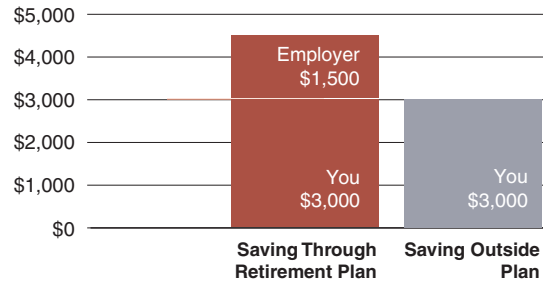 $5,000
$4,000
$3,000
$2,000
$1,000
$0
Employer
$1,500
You
$3,000
You
$3,000
Saving Through
Retirement Plan
Saving Outside
Plan